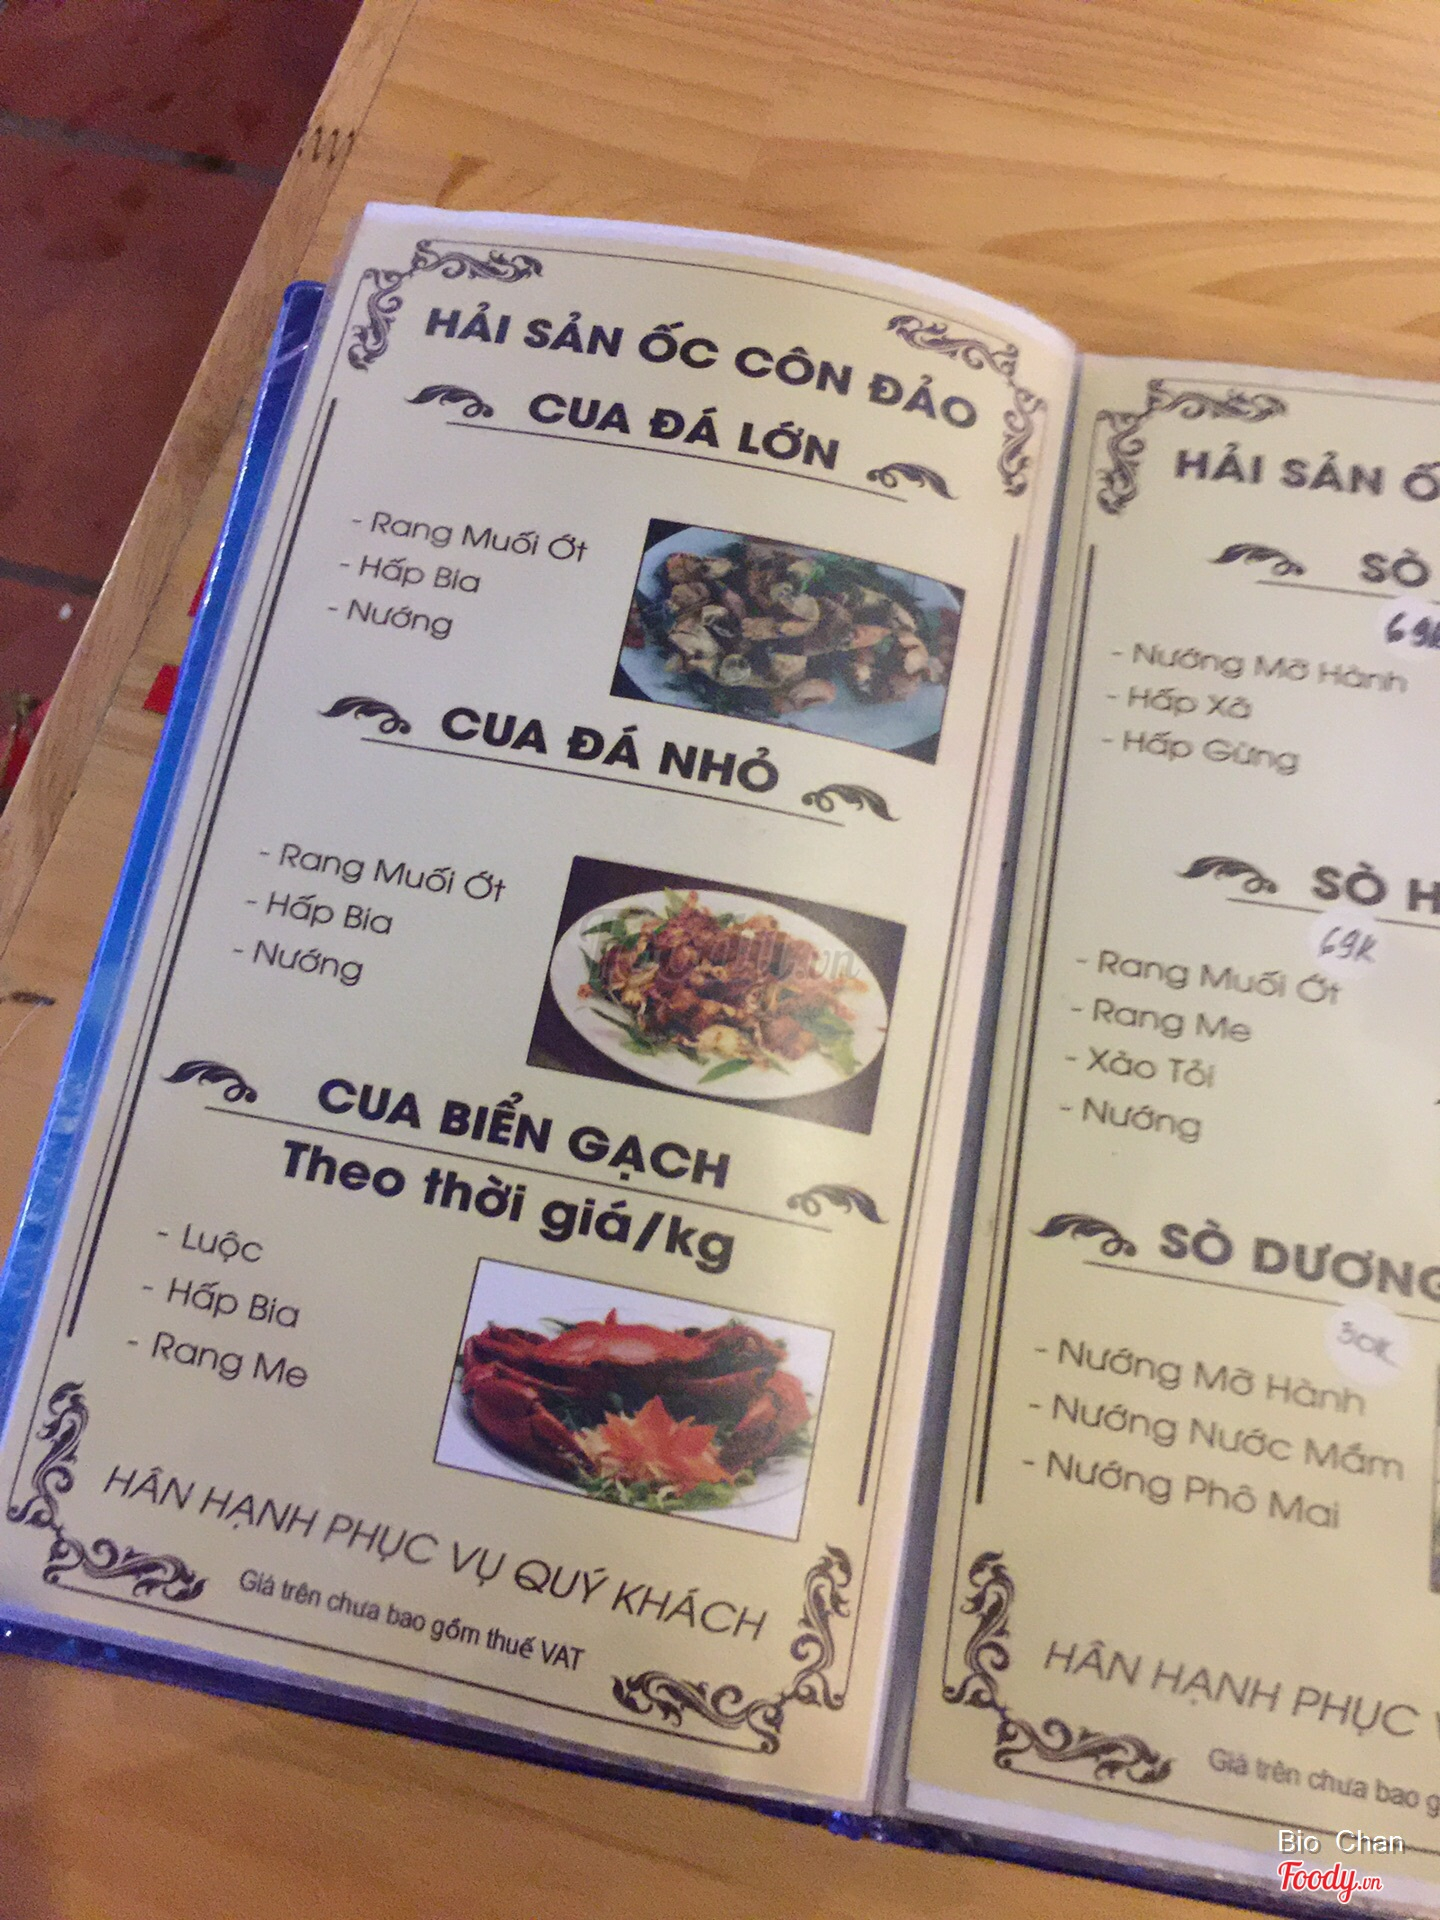 HẢI SẢN ỐC CÔN ĐẢO
CUA ĐÁ LỚN
- Rang Muối Ớt
- Hấp Bia
- Nướng
CUA ĐÁ NHỎ
- Rang Muối Ớt
- Hấp Bia
- Nướng
CUA BIỂN GẠCH
Theo thời giá/kg
- Luộc
- Hấp Bia
- Rang Me
HÂN HẠNH PHỤC VỤ QUÝ KHÁCH
Giá trên chưa bao gồm thuế VAT
HẢI SẢN
SÒ
69K
- Nướng Mỡ Hành
- Hấp Xả
- Hấp Gừng
SÒ H
69K
- Rang Muối Ớt
- Rang Me
- Xào Tỏi
- Nướng
SÒ DƯƠNG
30K
- Nướng Mỡ Hành
- Nướng Nước Mắm
- Nướng Phô Mai
HÂN HẠNH PHỤC
Giá trên chưa bao
Bio Chan
Foody.vn